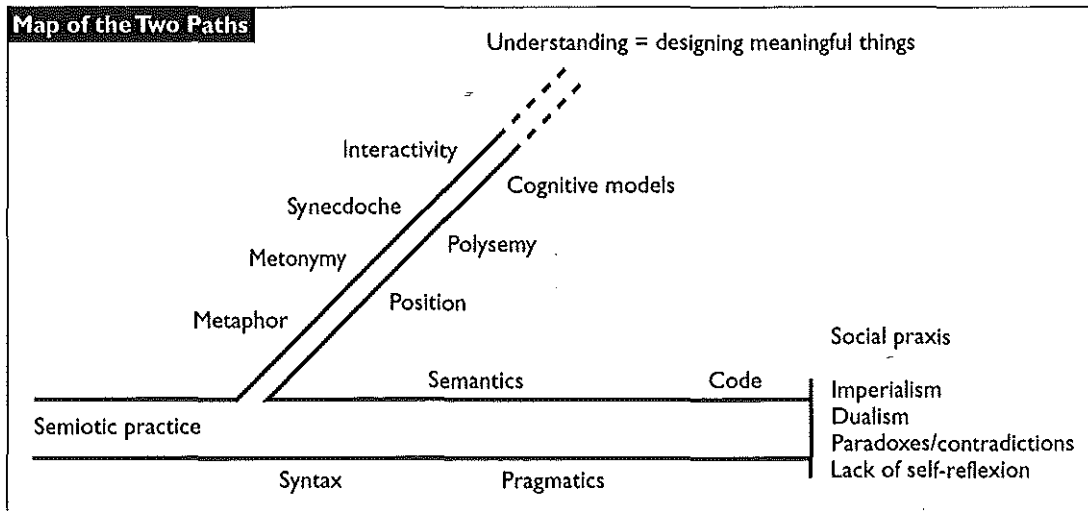 Map of the Two Paths
Understanding = designing meaningful things
Interactivity
Cognitive models
Synecdoche
Polysemy
Metonymy
Position
Metaphor
Social praxis
Semantics
Code
Imperialism
Semiotic practice
Dualism
Paradoxes/contradictions
Lack of self-reflexion
Syntax
Pragmatics